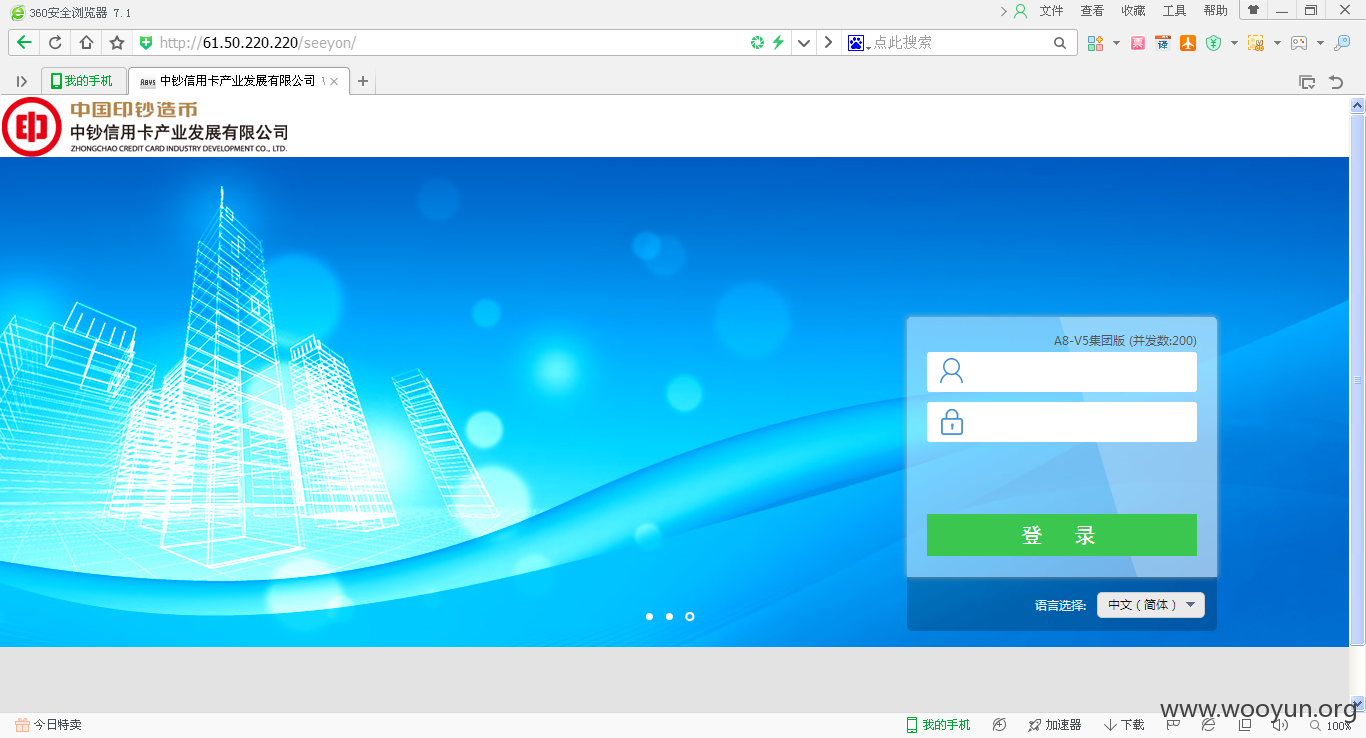 360安全浏览器 7.1
文件 查看 收藏 工具 帮助
http://61.50.220.220/seeyon/
点此搜索
我的手机
A8V5 中钞信用卡产业发展有限公司
中国印钞造币
中钞信用卡产业发展有限公司
ZHONGCHAO CREDIT CARD INDUSTRY DEVELOPMENT CO., LTD.
A8-V5集团版 (并发数:200)
登 录
语言选择: 中文 ( 简体 )
今日特卖
我的手机
加速器
下载
100%
www.wooyun.org